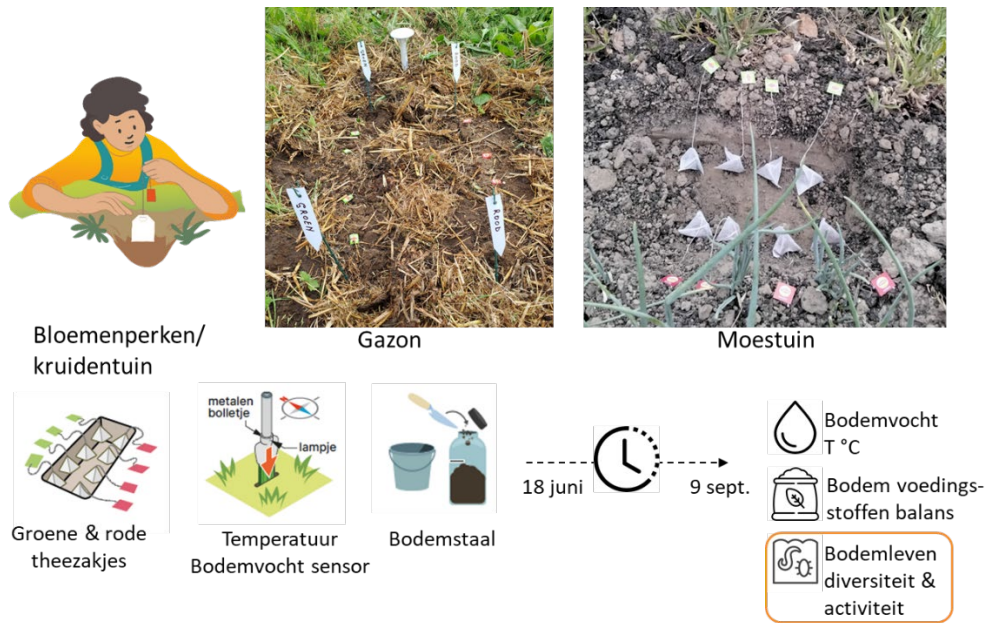 GROEN
ROOD
Bloemenperken/
kruidentuin
Gazon
Moestuin
metalen
bolletje
lampje
Groene & rode
theezakjes
Temperatuur
Bodemvocht sensor
Bodemstaal
18 juni
9 sept.
Bodemvocht
T °C
Bodem voedings-
stoffen balans
Bodemleven
diversiteit &
activiteit